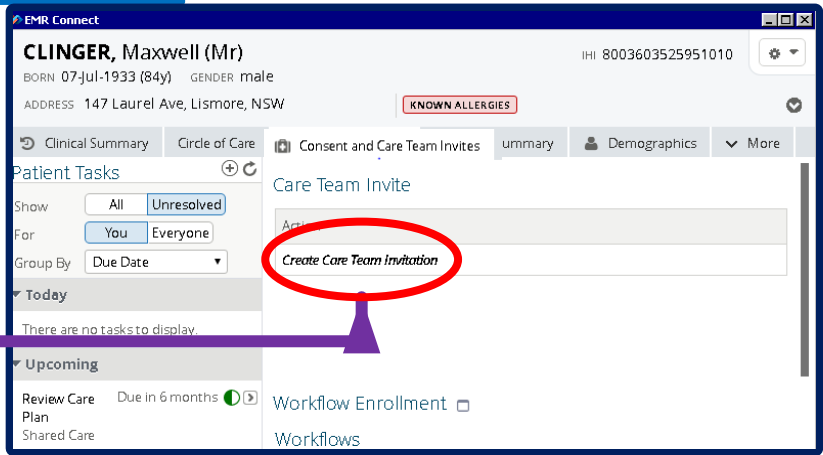 EMR Connect
CLINGER, Maxwell (Mr)
IHI 8003603525951010
BORN 07-Jul-1933 (84y) GENDER male
ADDRESS 147 Laurel Ave, Lismore, NSW
KNOWN ALLERGIES
Clinical Summary Circle of Care Consent and Care Team Invites ummary Demographics More
Patient Tasks
Show All Unresolved
For You Everyone
Group By Due Date
Today
There are no tasks to display.
Upcoming
Review Care Plan Due in 6 months
Shared Care
Care Team Invite
Create Care Team Invitation
Workflow Enrollment
Workflows